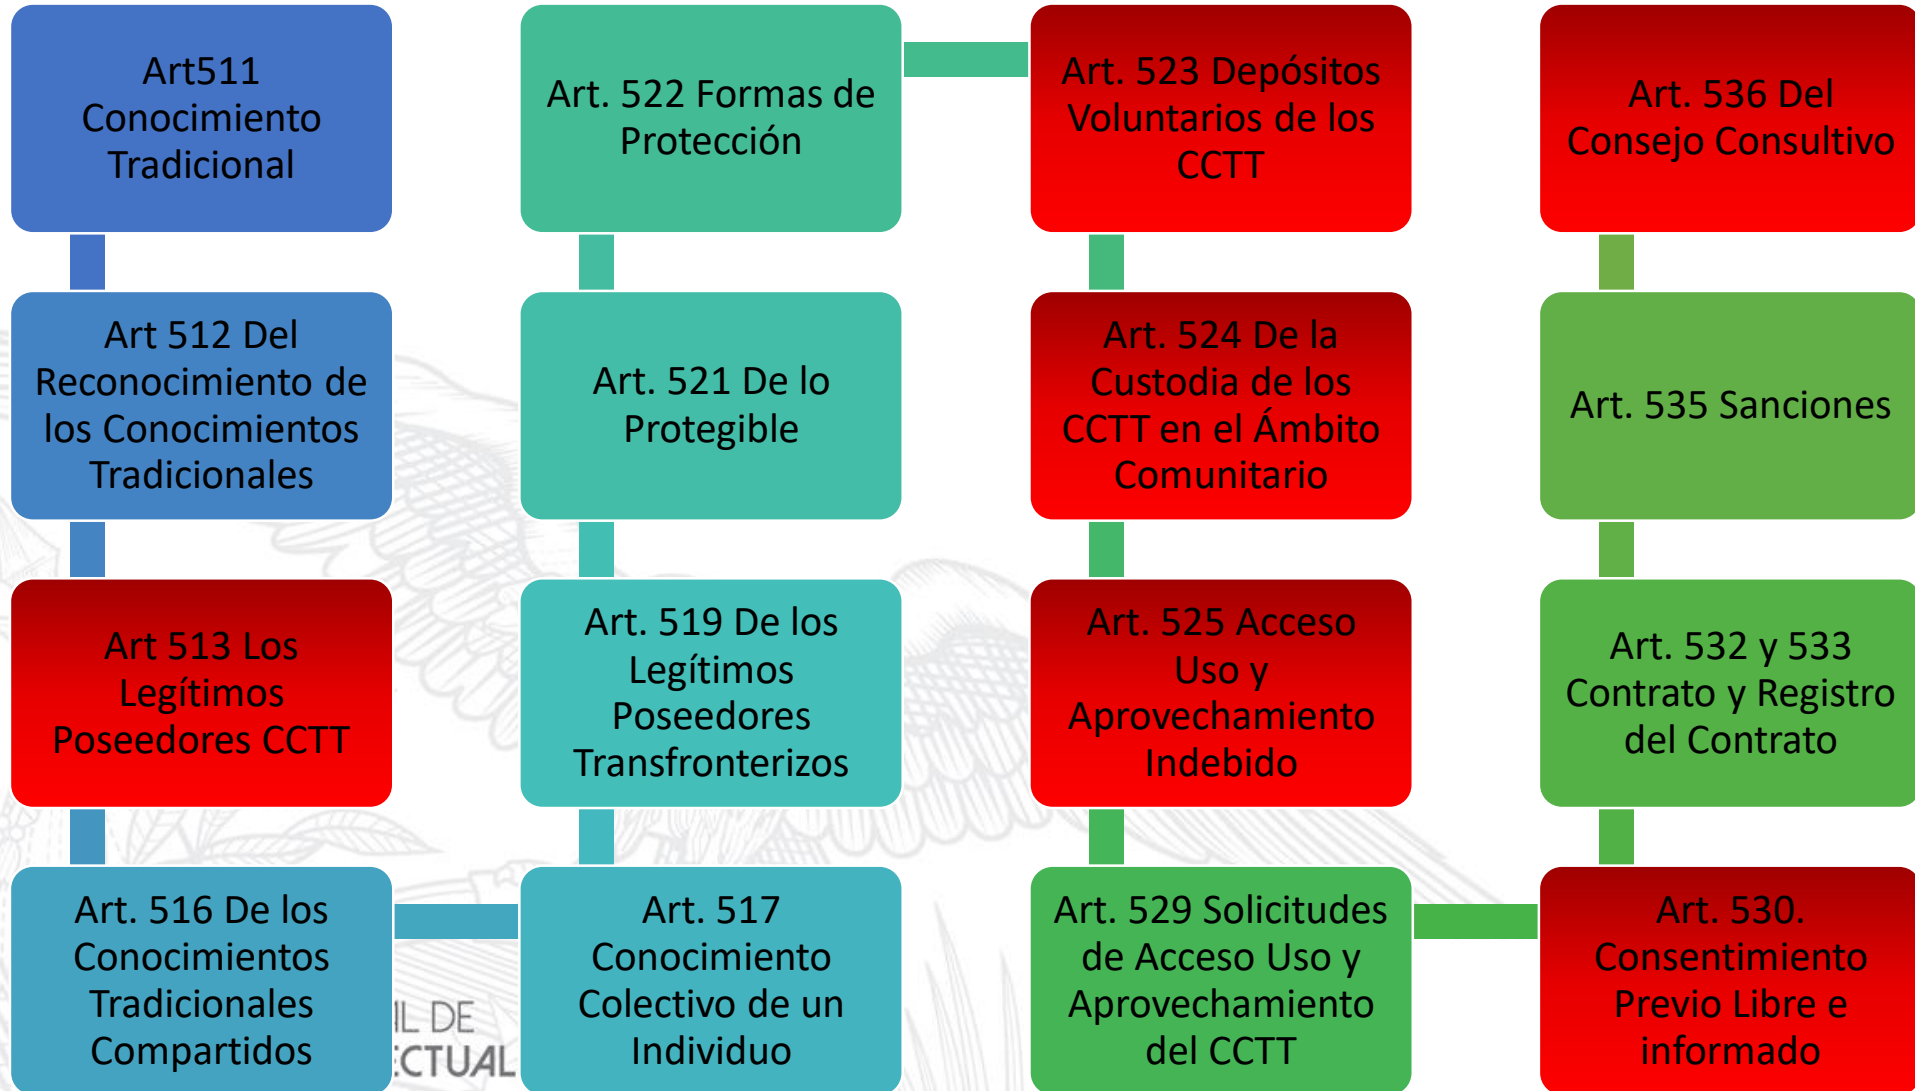 Art511
Conocimiento
Tradicional
Art 512 Del
Reconocimiento de
los Conocimientos
Tradicionales
Art 513 Los
Legítimos
Poseedores CCTT
Art. 516 De los
Conocimientos
Tradicionales
Compartidos
Art. 517
Conocimiento
Colectivo de un
Individuo
Art. 519 De los
Legítimos
Poseedores
Transfronterizos
Art. 521 De lo
Protegible
Art. 522 Formas de
Protección
Art. 523 Depósitos
Voluntarios de los
CCTT
Art. 524 De la
Custodia de los
CCTT en el Ámbito
Comunitario
Art. 525 Acceso
Uso y
Aprovechamiento
Indebido
Art. 529 Solicitudes
de Acceso Uso y
Aprovechamiento
del CCTT
Art. 530.
Consentimiento
Previo Libre e
informado
Art. 532 y 533
Contrato y Registro
del Contrato
Art. 535 Sanciones
Art. 536 Del
Consejo Consultivo
DE